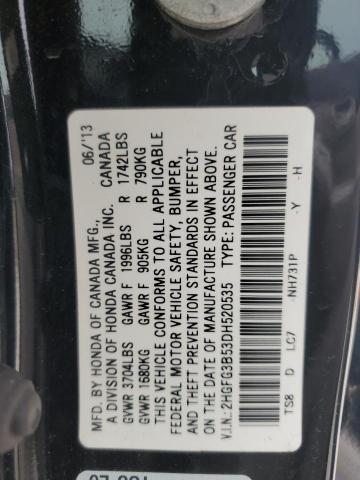 MFD. BY HONDA OF CANADA MFG., 06/'13
A DIVISION OF HONDA CANADA INC. CANADA
GVWR 3704LBS GAWR F 1996LBS R 1742LBS
GVWR 1680KG GAWR F 905KG R 790KG
THIS VEHICLE CONFORMS TO ALL APPLICABLE
FEDERAL MOTOR VEHICLE SAFETY, BUMPER,
AND THEFT PREVENTION STANDARDS IN EFFECT
ON THE DATE OF MANUFACTURE SHOWN ABOVE.
V.I.N.: 2HGFG3B53DH520535 TYPE: PASSENGER CAR
TS8 D LC7 -NH731P -Y -H